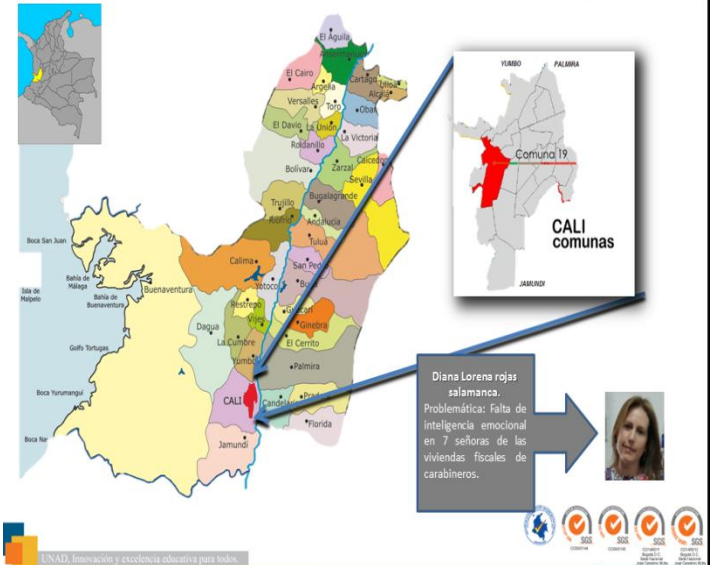 El Águila
Ansermanuevo
El Cairo
Cartago
Ulloa
Argelia
Alcalá
Versalles
Toro
Obando
El Davio
La Unión
La Victoria
Roldanillo
Zarzal
Caicedonia
Bolívar
Sevilla
Bugalagrande
Trujillo
Riofrio
Andalucía
Tuluá
Boca San Juan
Calima
San Pedro
Yotoco
Buga
Bahía de
Málaga
Buenaventura
Isla de
Malpelo
Bahía de
Buenaventura
Restrepo
Guacarí
Vijes
Ginebra
Dagua
La Cumbre
El Cerrito
Golfo Tortugas
Yumbo
Palmira
Boca Yurumangui
CALI
Candelaria
Pradera
Florida
Boca Na
Jamundí
YUMBO
PALMIRA
Comuna 19
CALI
comunas
JAMUNDI
Diana Lorena rojas
salamanca.
Problemática: Falta de
inteligencia emocional
en 7 señoras de las
viviendas fiscales de
carabineros.
SGS
SGS
SGS
SGS
UNAD, Innovación y excelencia educativa para todos.